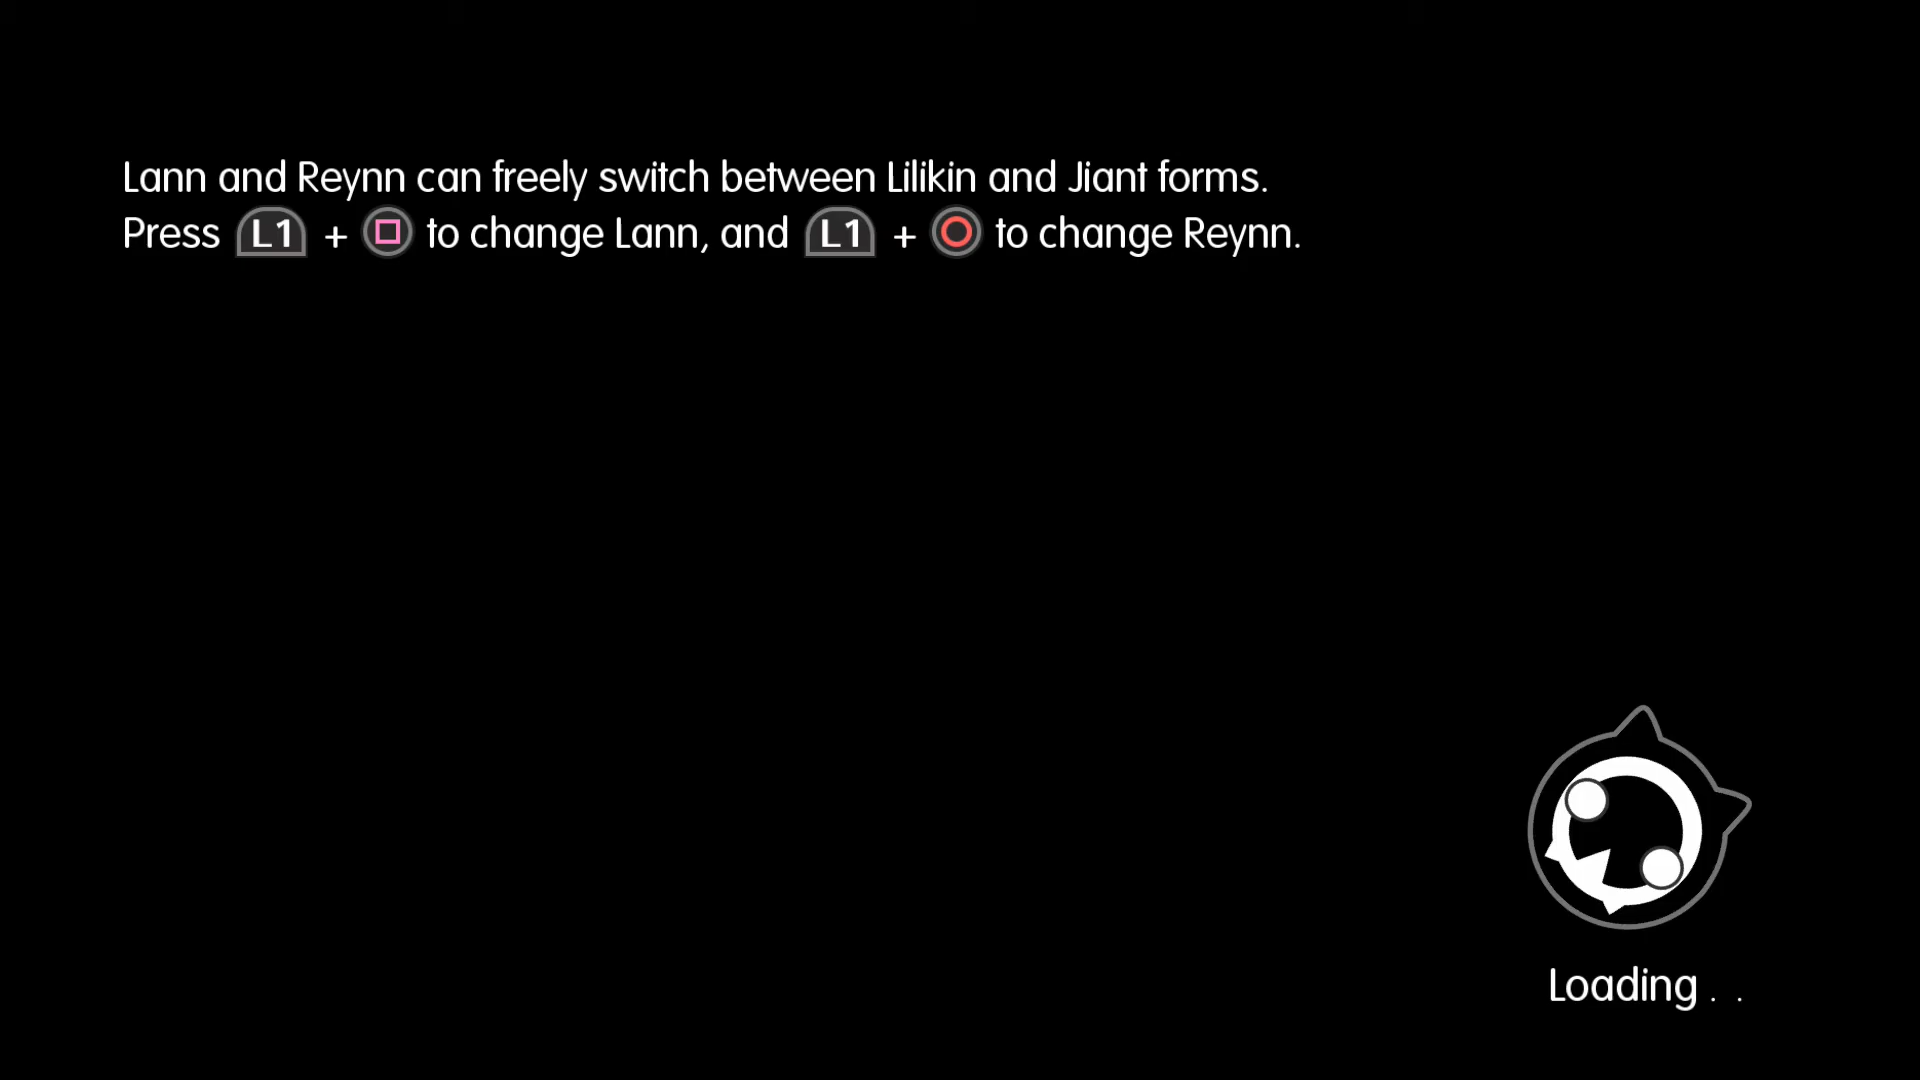 Lann and Reynn can freely switch between Lilikin and Jiant forms.
Press L1 + □ to change Lann, and L1 + ○ to change Reynn.
Loading . .